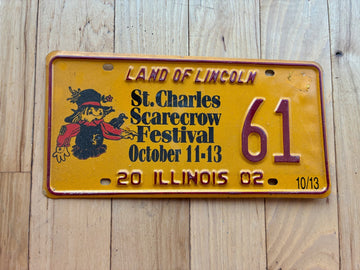 LAND OF LINCOLN
St. Charles
Scarecrow
Festival
October 11-13
61
20 ILLINOIS 02
10/13